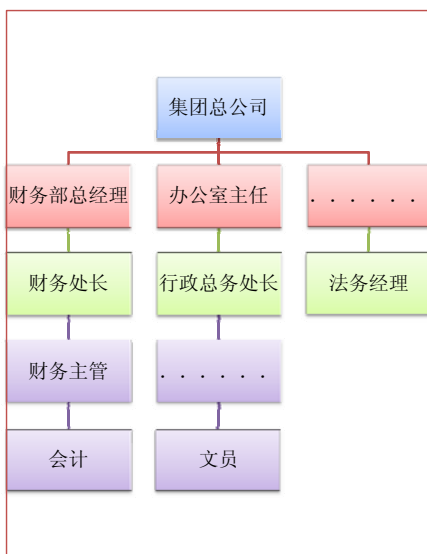 集团总公司
财务部总经理
办公室主任
. . . . . .
财务处长
行政总务处长
法务经理
财务主管
. . . . . .
会计
文员